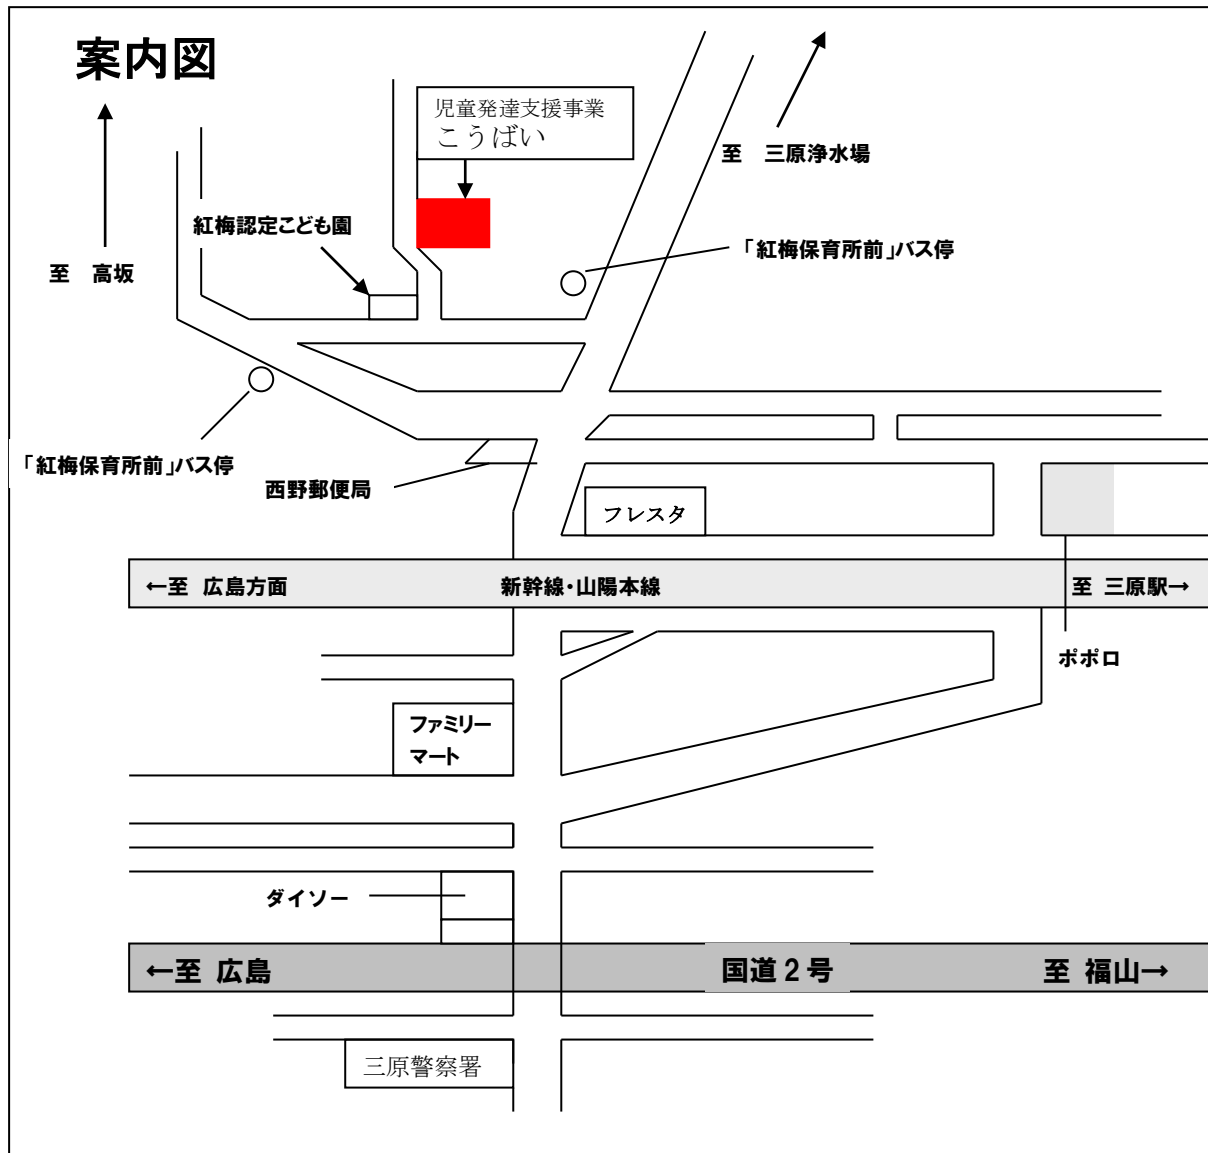 案内図
児童発達支援事業
こうばい
至　三原浄水場
紅梅認定こども園
「紅梅保育所前」バス停
至　高坂
「紅梅保育所前」バス停
西野郵便局
フレスタ
←至 広島方面
新幹線・山陽本線
至 三原駅→
ポポロ
ファミリー
マート
ダイソー
←至 広島
国道２号
至 福山→
三原警察署